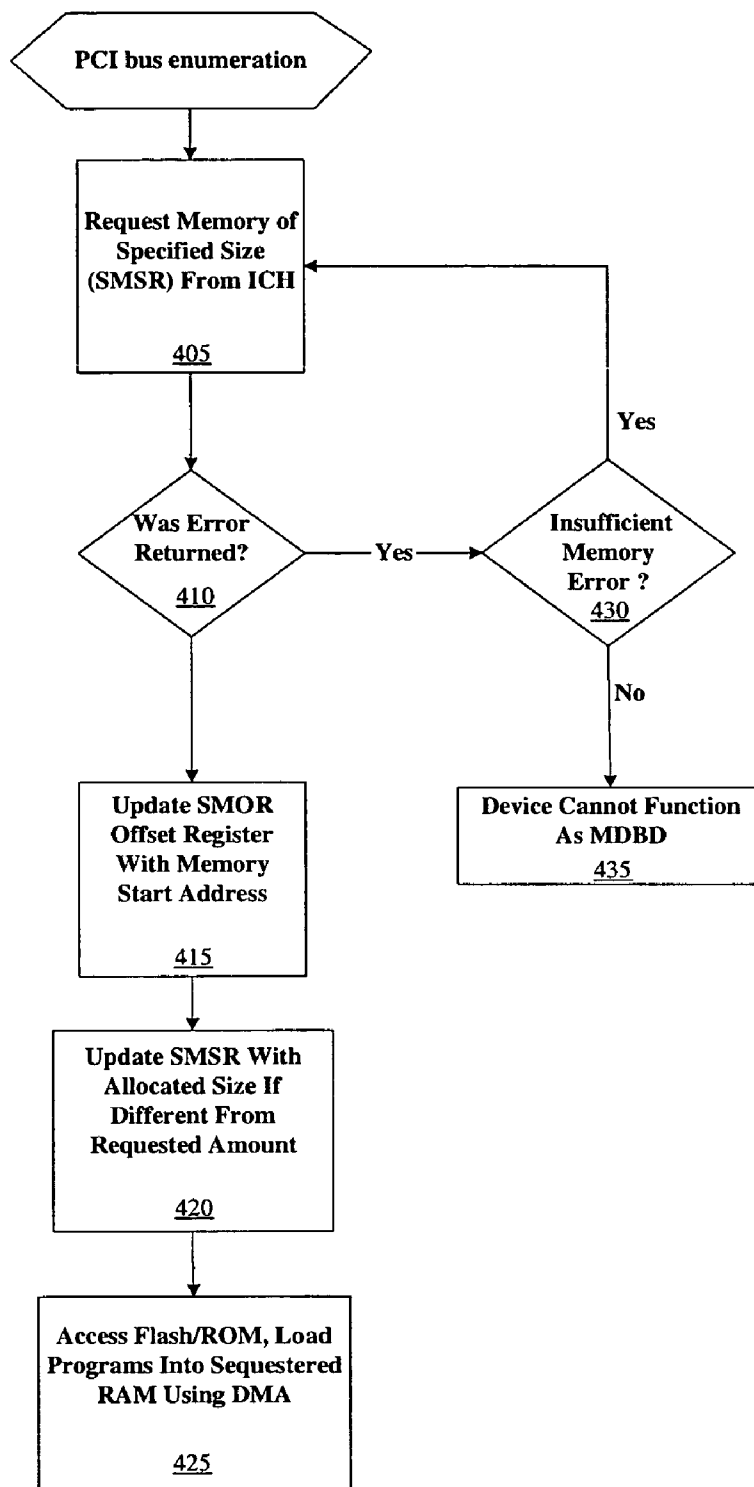 PCI bus enumeration
Request Memory of
Specified Size
(SMSR) From ICH
405
Yes
Was Error
Returned?
410
Yes
Insufficient
Memory
Error ?
430
No
Update SMOR
Offset Register
With Memory
Start Address
415
Device Cannot Function
As MDBD
435
Update SMSR With
Allocated Size If
Different From
Requested Amount
420
Access Flash/ROM, Load
Programs Into Sequestered
RAM Using DMA
425